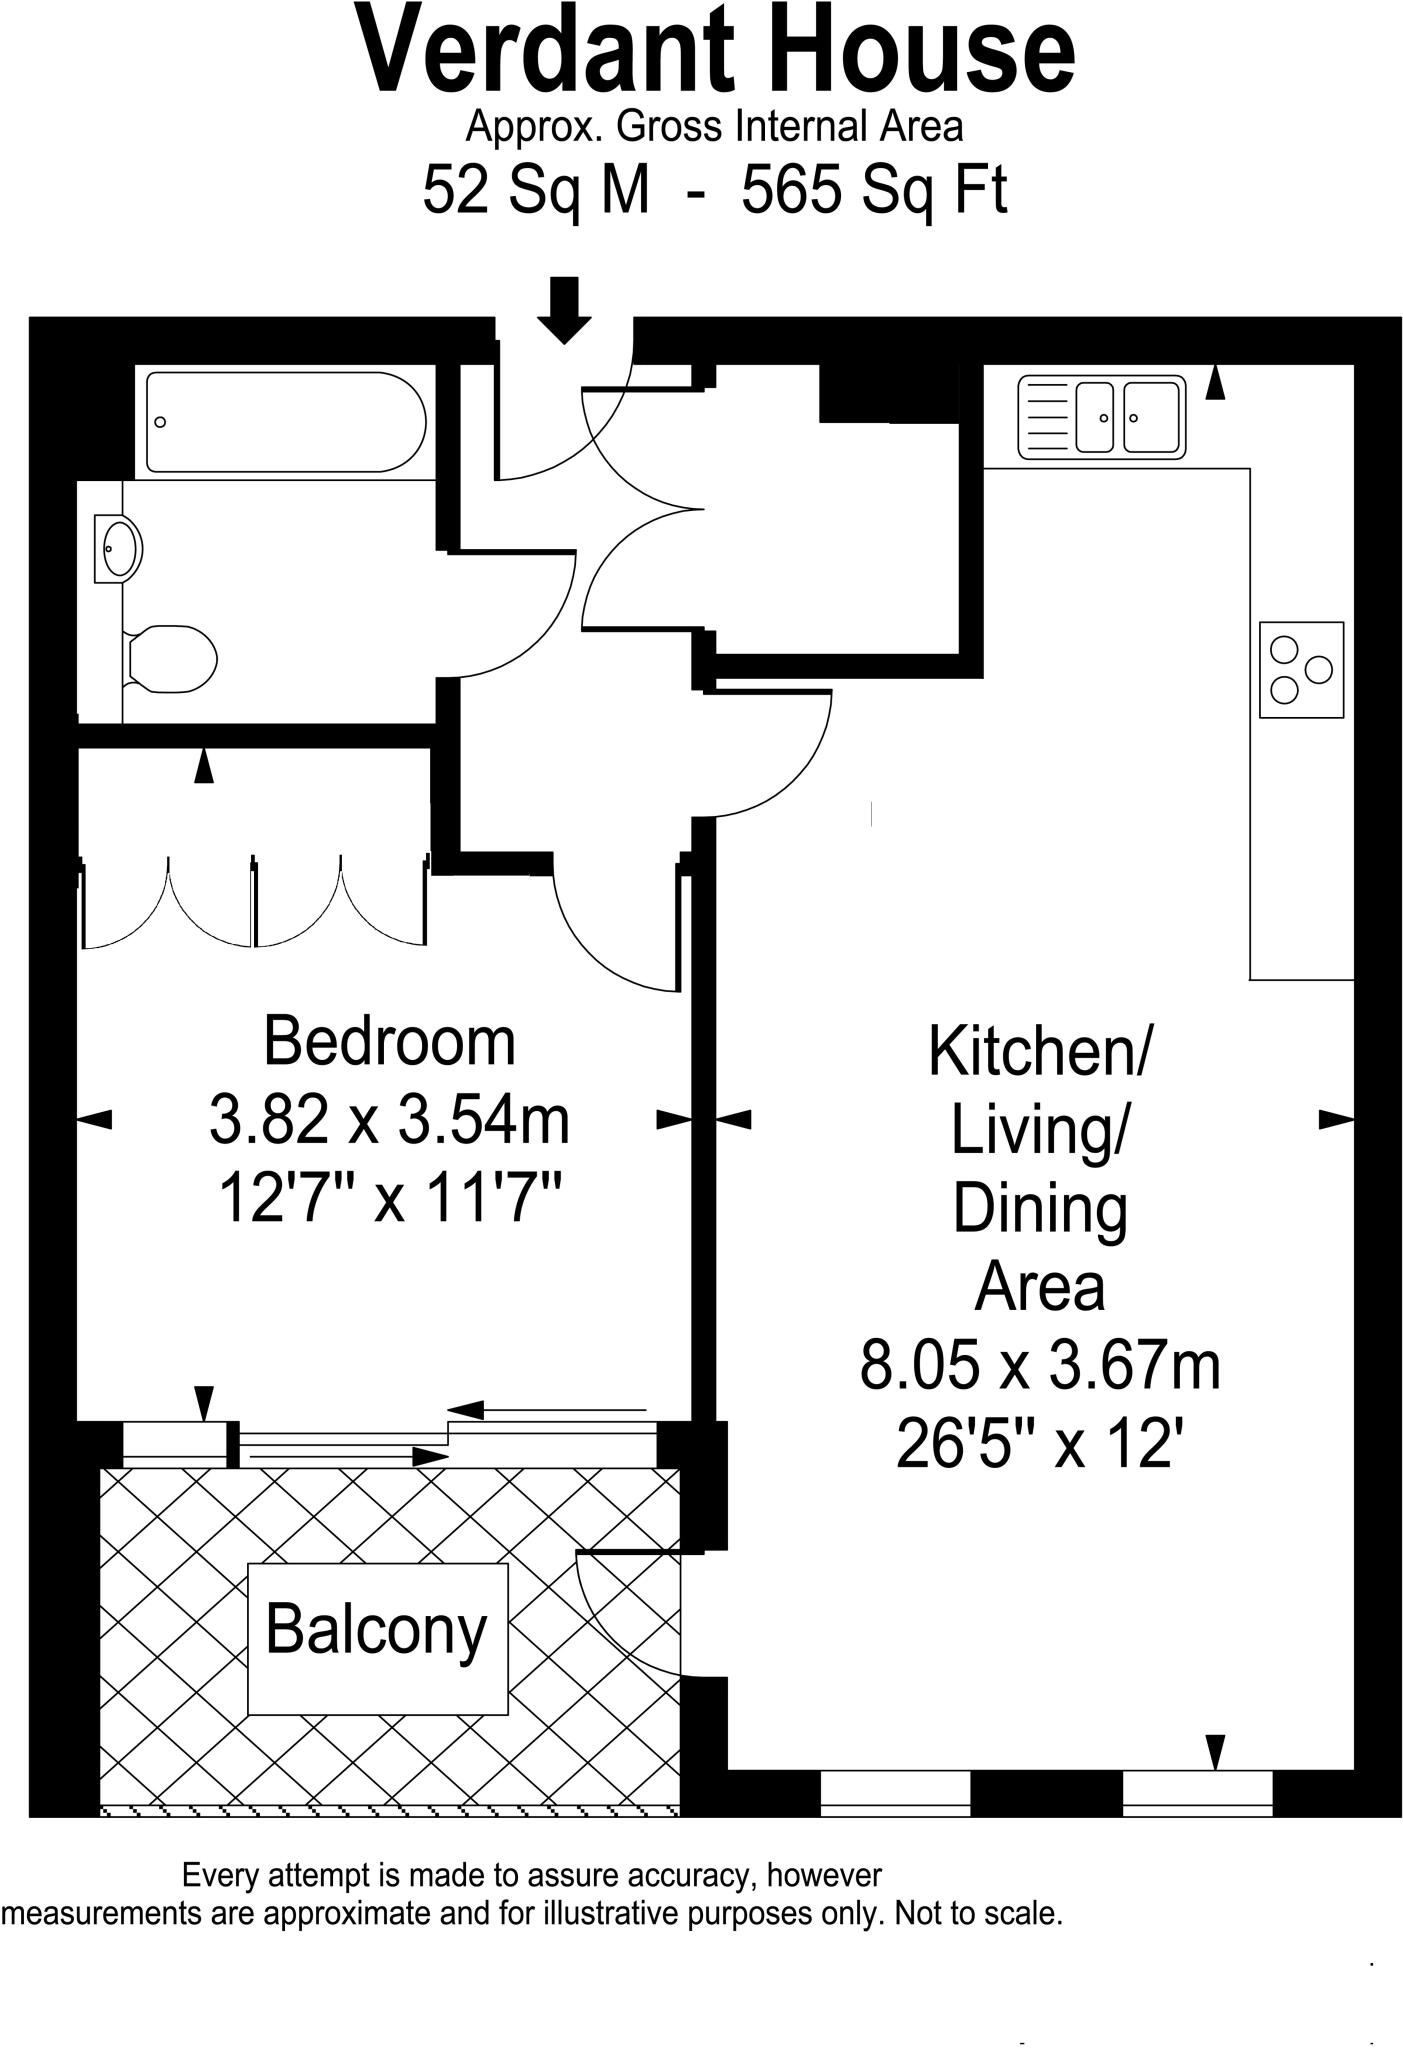 Verdant House
Approx. Gross Internal Area
52 Sq M - 565 Sq Ft
Bedroom
3.82 x 3.54m
12'7" x 11'7"
Kitchen/
Living/
Dining
Area
8.05 x 3.67m
26'5" x 12'
Balcony
Every attempt is made to assure accuracy, however
measurements are approximate and for illustrative purposes only. Not to scale.